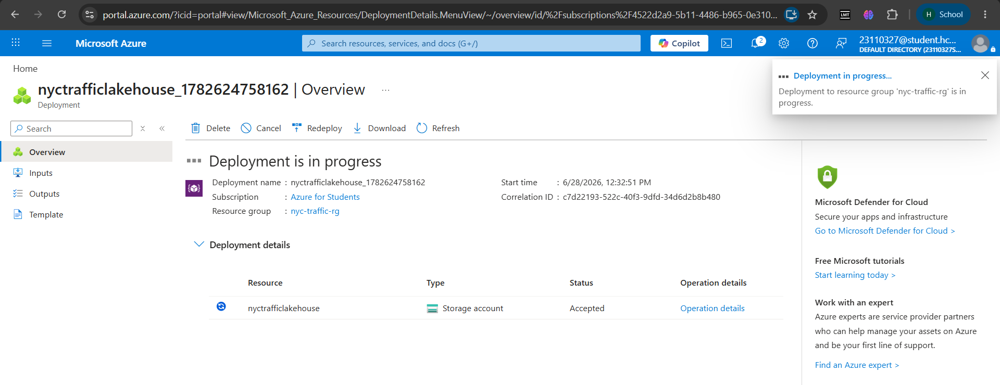 portal.azure.com/?icid=portal#view/Microsoft_Azure_Resources/DeploymentDetails.MenuView/~/overview/id/%2Fsubscriptions%2F4522d2a9-5b11-4486-b965-0e310...
LMT
H School
Microsoft Azure
Search resources, services, and docs (G+/)
Copilot
2
23110327@student.hc...
DEFAULT DIRECTORY (23110327S...
Home
nyctrafficlakehouse_1782624758162 | Overview ...
Deployment
Deployment in progress...
Deployment to resource group 'nyc-traffic-rg' is in
progress.
Search
Delete
Cancel
Redeploy
Download
Refresh
Overview
Inputs
Outputs
Template
Deployment is in progress
Deployment name : nyctrafficlakehouse_1782624758162
Subscription : Azure for Students
Resource group : nyc-traffic-rg
Start time : 6/28/2026, 12:32:51 PM
Correlation ID : c7d22193-522c-40f3-9dfd-34d6d2b8b480
Deployment details
Resource Type Status Operation details
nyctrafficlakehouse Storage account Accepted Operation details
Microsoft Defender for Cloud
Secure your apps and infrastructure
Go to Microsoft Defender for Cloud >
Free Microsoft tutorials
Start learning today >
Work with an expert
Azure experts are service provider partners
who can help manage your assets on Azure
and be your first line of support.
Find an Azure expert >